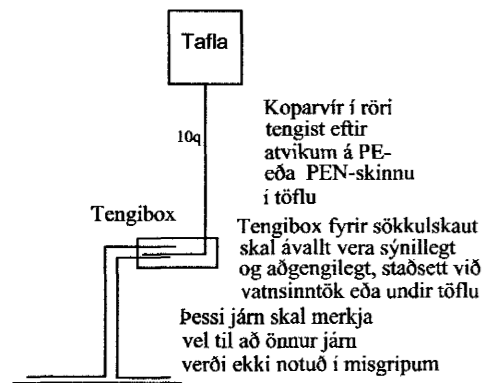 Tafla
10q
Koparvír í röri
tengist eftir
atvikum á PE-
eða PEN-skinnu
í töflu
Tengibox
Tengibox fyrir sökkulskaut
skal ávallt vera sýnillegt
og aðgengilegt, staðsett við
vatnsinntök eða undir töflu
Þessi járn skal merkja
vel til að önnur járn
verði ekki notuð í misgripum